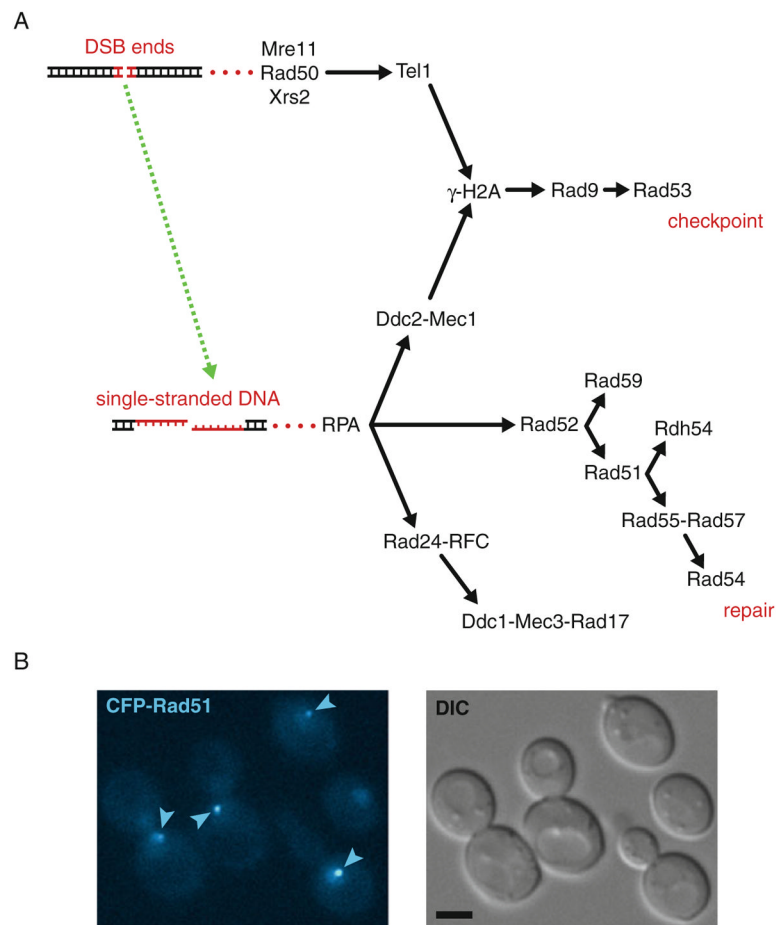 A
DSB ends
Mre11
Rad50
Xrs2
Tel1
γ-H2A
Rad9
Rad53
checkpoint
Ddc2-Mec1
single-stranded DNA
RPA
Rad52
Rad59
Rad51
Rdh54
Rad55-Rad57
Rad54
repair
Rad24-RFC
Ddc1-Mec3-Rad17
B
CFP-Rad51
DIC